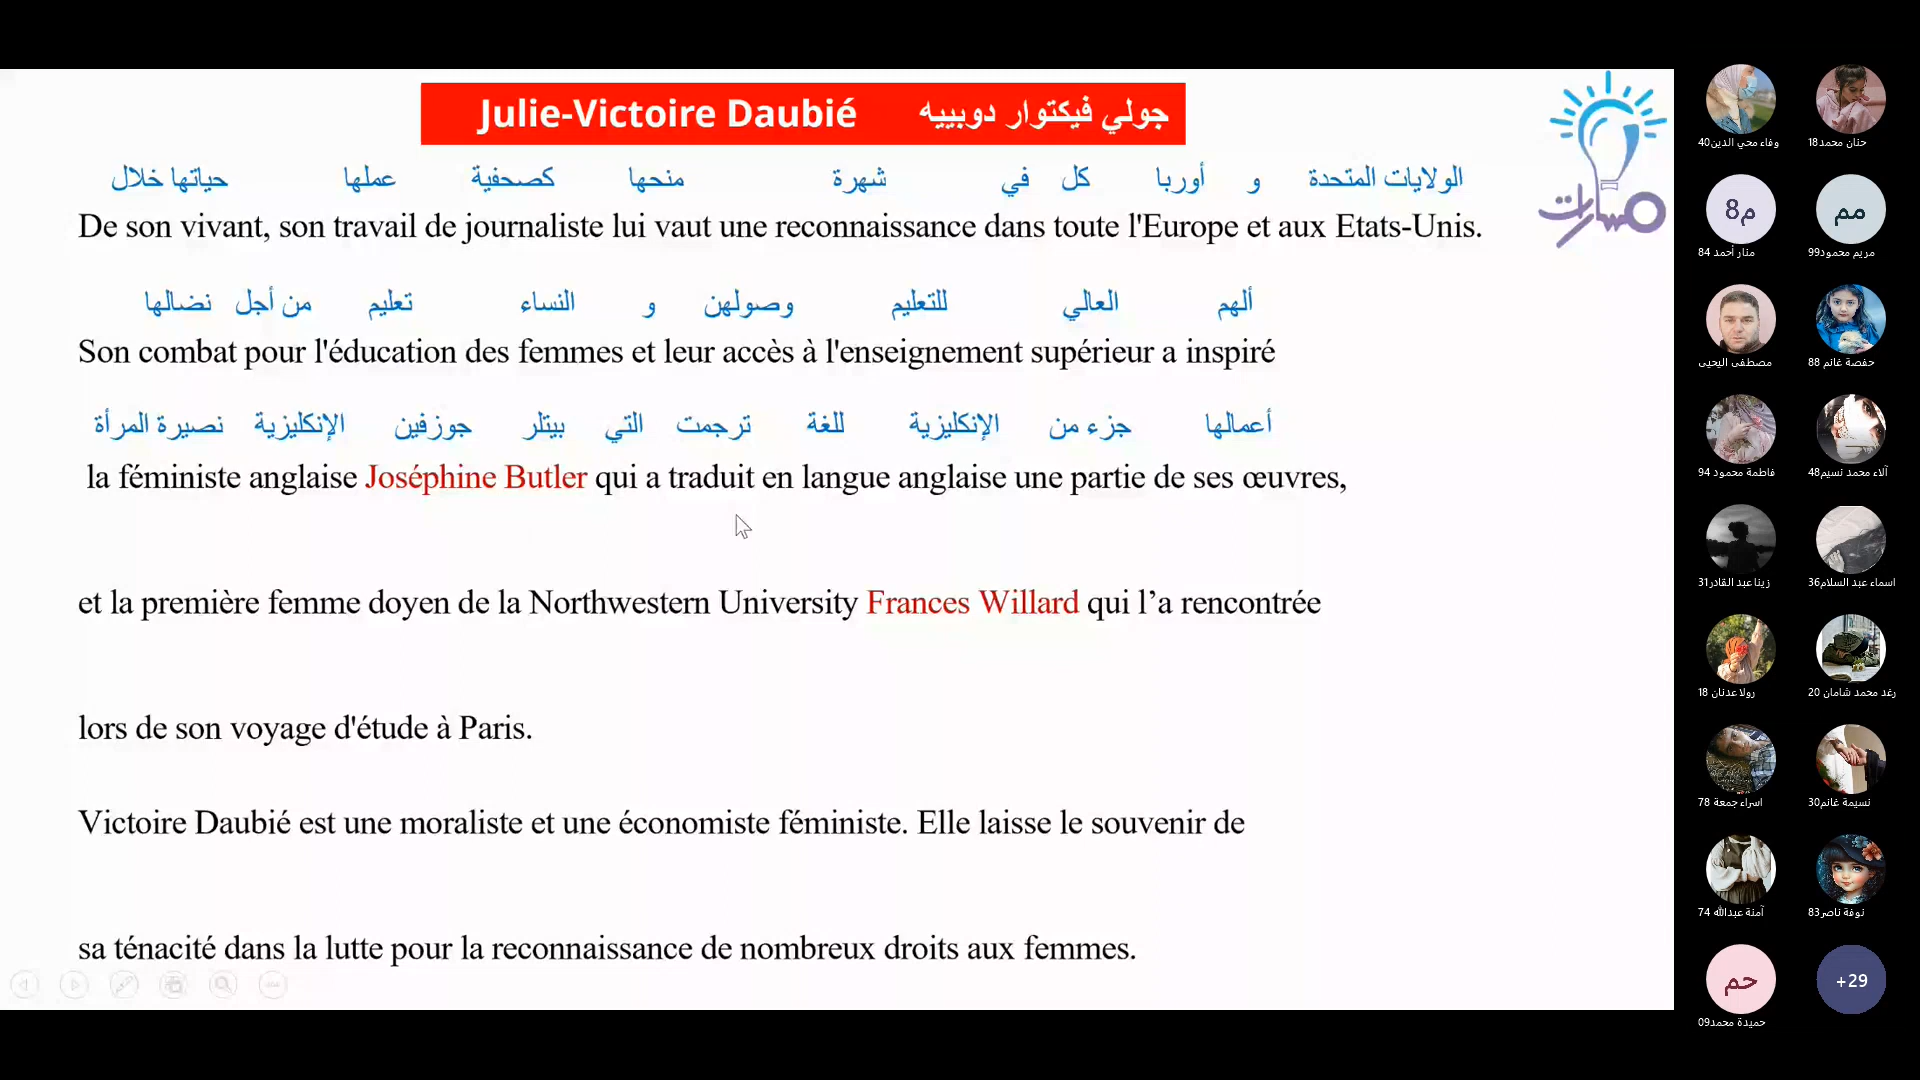 Julie-Victoire Daubié جولي فيكتوار دوبييه
الولايات المتحدة و أوربا كل في شهرة منحها كصحفية عملها حياتها خلال
De son vivant, son travail de journaliste lui vaut une reconnaissance dans toute l'Europe et aux Etats-Unis.
ألهم العالي للتعليم وصولهن و النساء تعليم من أجل نضالها
Son combat pour l'éducation des femmes et leur accès à l'enseignement supérieur a inspiré
أعمالها جزء من الإنكليزية للغة ترجمت التي بيتلر جوزفين الإنكليزية نصيرة المرأة
la féministe anglaise Joséphine Butler qui a traduit en langue anglaise une partie de ses œuvres,
et la première femme doyen de la Northwestern University Frances Willard qui l’a rencontrée
lors de son voyage d'étude à Paris.
Victoire Daubié est une moraliste et une économiste féministe. Elle laisse le souvenir de
sa ténacité dans la lutte pour la reconnaissance de nombreux droits aux femmes.
مسارات
وفاء محي الدين40
حنان محمد18
م8
مم
منار أحمد 84
مريم محمود99
مصطفى اليحيى
حفصة غانم 88
فاطمة محمود 94
آلاء محمد نسيم48
زينا عبد القادر31
اسماء عبد السلام36
رولا عدنان 18
رغد محمد شامان 20
اسراء جمعة 78
نسيمة غانم30
آمنة عبدالله 74
نوفة ناصر83
حم
+29
حميدة محمد09